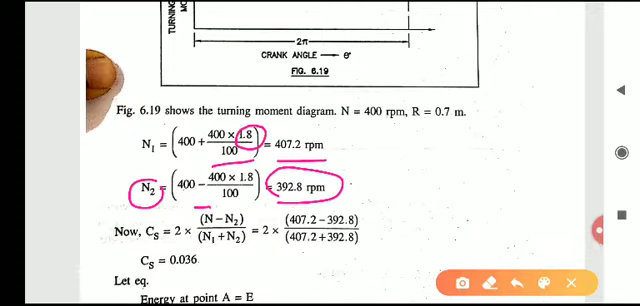 TURNING
MO
2π
CRANK ANGLE → θ
FIG. 6.19
Fig. 6.19 shows the turning moment diagram. N = 400 rpm, R = 0.7 m.
N₁ = (400 + (400 × 1.8)/100) = 407.2 rpm
N₂ = (400 − (400 × 1.8)/100) = 392.8 rpm
Now, Cₛ = 2 × (N − N₂)/(N₁ + N₂) = 2 × (407.2 − 392.8)/(407.2 + 392.8)
Cₛ = 0.036.
Let eq.
Energy at point A = E